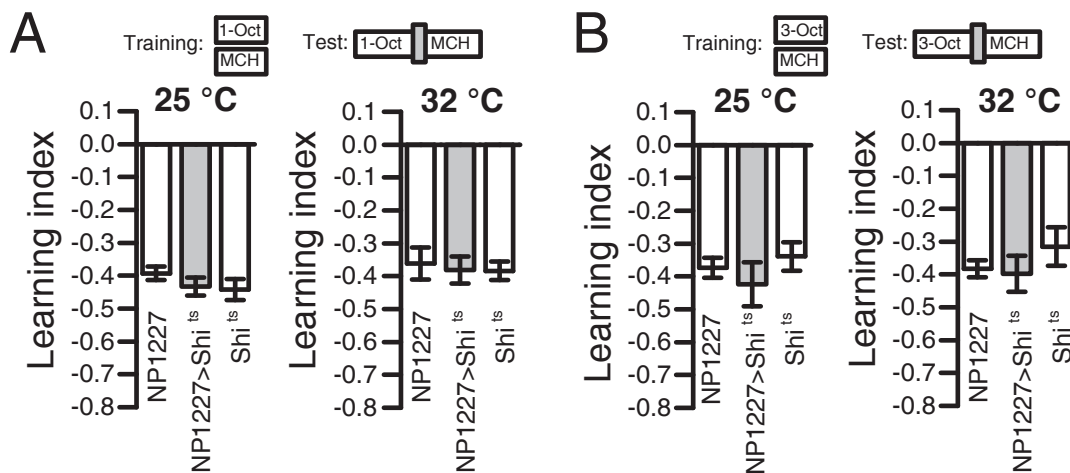 A
Training:
1-Oct
MCH
Test:
1-Oct
MCH
25 °C
32 °C
Learning index
0.1
0.0
-0.1
-0.2
-0.3
-0.4
-0.5
-0.6
-0.7
-0.8
NP1227
NP1227>Shi ts
Shi ts
Learning index
0.1
0.0
-0.1
-0.2
-0.3
-0.4
-0.5
-0.6
-0.7
-0.8
NP1227
NP1227>Shi ts
Shi ts
B
Training:
3-Oct
MCH
Test:
3-Oct
MCH
25 °C
32 °C
Learning index
0.1
0.0
-0.1
-0.2
-0.3
-0.4
-0.5
-0.6
-0.7
-0.8
NP1227
NP1227>Shi ts
Shi ts
Learning index
0.1
0.0
-0.1
-0.2
-0.3
-0.4
-0.5
-0.6
-0.7
-0.8
NP1227
NP1227>Shi ts
Shi ts